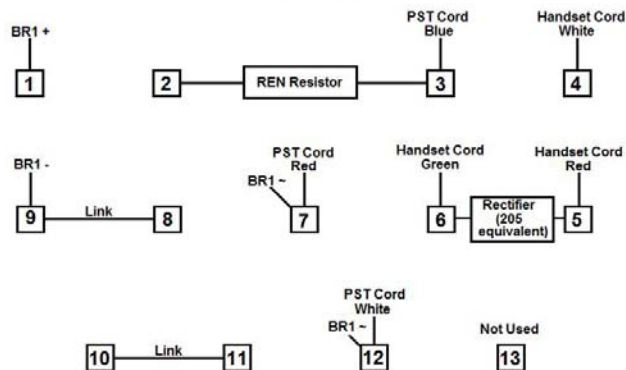 PST Cord
Blue
Handset Cord
White
BR1 +
1
2
REN Resistor
3
4
BR1 -
PST Cord
Red
BR1 ~
Handset Cord
Green
Handset Cord
Red
9
Link
8
7
6
Rectifier
(205
equivalent)
5
PST Cord
White
BR1 ~
Not Used
10
Link
11
12
13